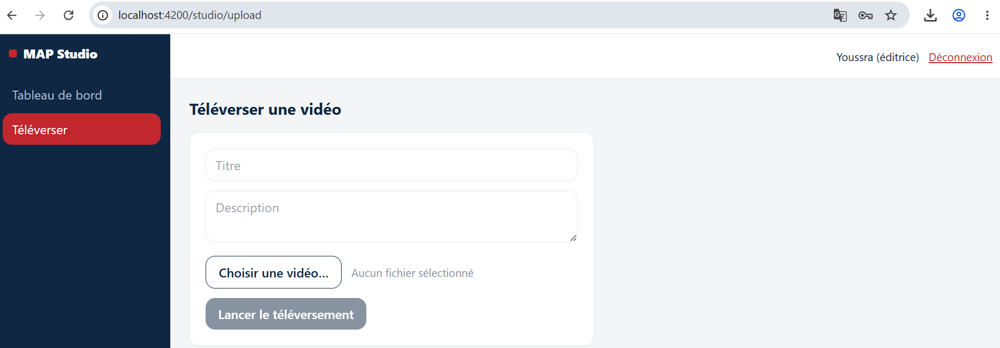 localhost:4200/studio/upload
MAP Studio
Youssra (éditrice) Déconnexion
Tableau de bord
Téléverser
Téléverser une vidéo
Titre
Description
Choisir une vidéo... Aucun fichier sélectionné
Lancer le téléversement